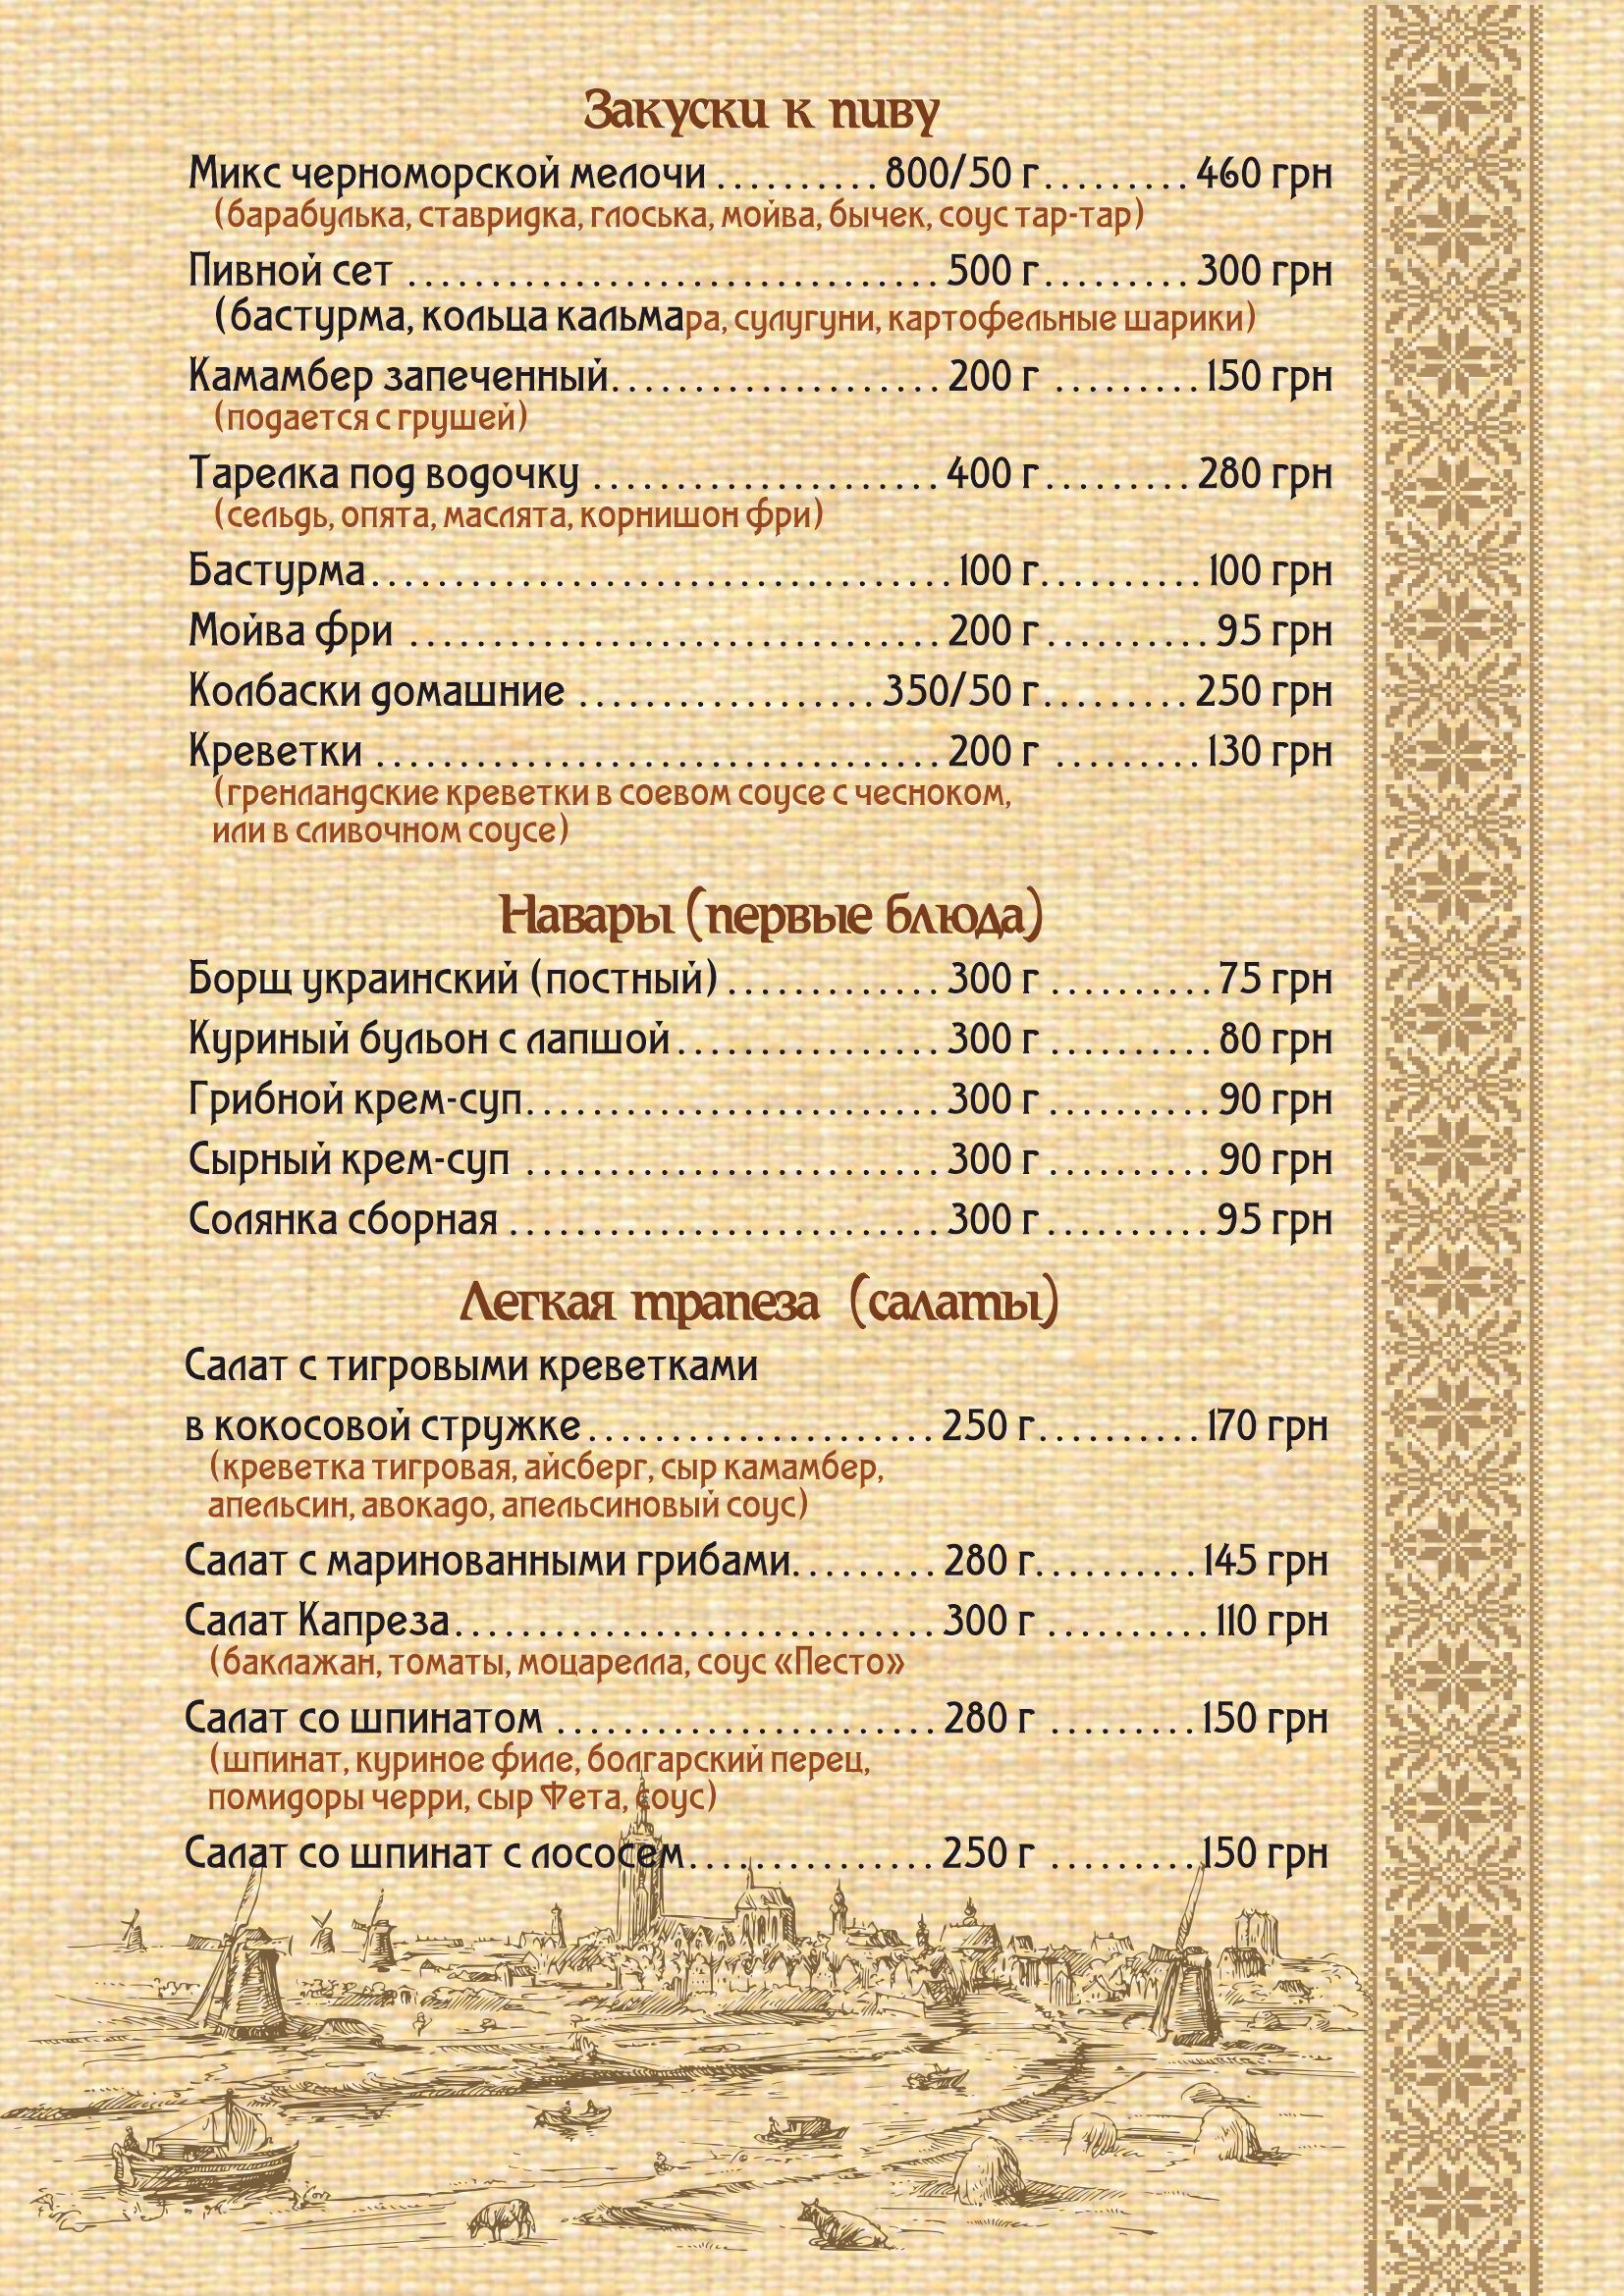 Закуски к пиву
Микс черноморской мелочи .......... 800/50 г ......... 460 грн
(барабулька, ставридка, глоська, мойва, бычек, соус тар-тар)
Пивной сет ................................ 500 г ......... 300 грн
(бастурма, кольца кальмара, сулугуни, картофельные шарики)
Камамбер запеченный .................... 200 г ......... 150 грн
(подается с грушей)
Тарелка под водочку ..................... 400 г ......... 280 грн
(сельдь, опята, маслята, корнишон фри)
Бастурма ................................... 100 г .......... 100 грн
Мойва фри ................................ 200 г .......... 95 грн
Колбаски домашние .................. 350/50 г ......... 250 грн
Креветки .................................. 200 г ......... 130 грн
(гренландские креветки в соевом соусе с чесноком,
или в сливочном соусе)
Навары (первые блюда)
Борщ украинский (постный) ............. 300 г .......... 75 грн
Куриный бульон с лапшой ................ 300 г .......... 80 грн
Грибной крем-суп ......................... 300 г .......... 90 грн
Сырный крем-суп ......................... 300 г .......... 90 грн
Солянка сборная .......................... 300 г .......... 95 грн
Легкая трапеза (салаты)
Салат с тигровыми креветками
в кокосовой стружке ..................... 250 г .......... 170 грн
(креветка тигровая, айсберг, сыр камамбер,
апельсин, авокадо, апельсиновый соус)
Салат с маринованными грибами ......... 280 г .......... 145 грн
Салат Капреза ............................. 300 г .......... 110 грн
(баклажан, томаты, моцарелла, соус «Песто»
Салат со шпинатом ....................... 280 г ......... 150 грн
(шпинат, куриное филе, болгарский перец,
помидоры черри, сыр Фета, соус)
Салат со шпинат с лососем ............... 250 г ......... 150 грн